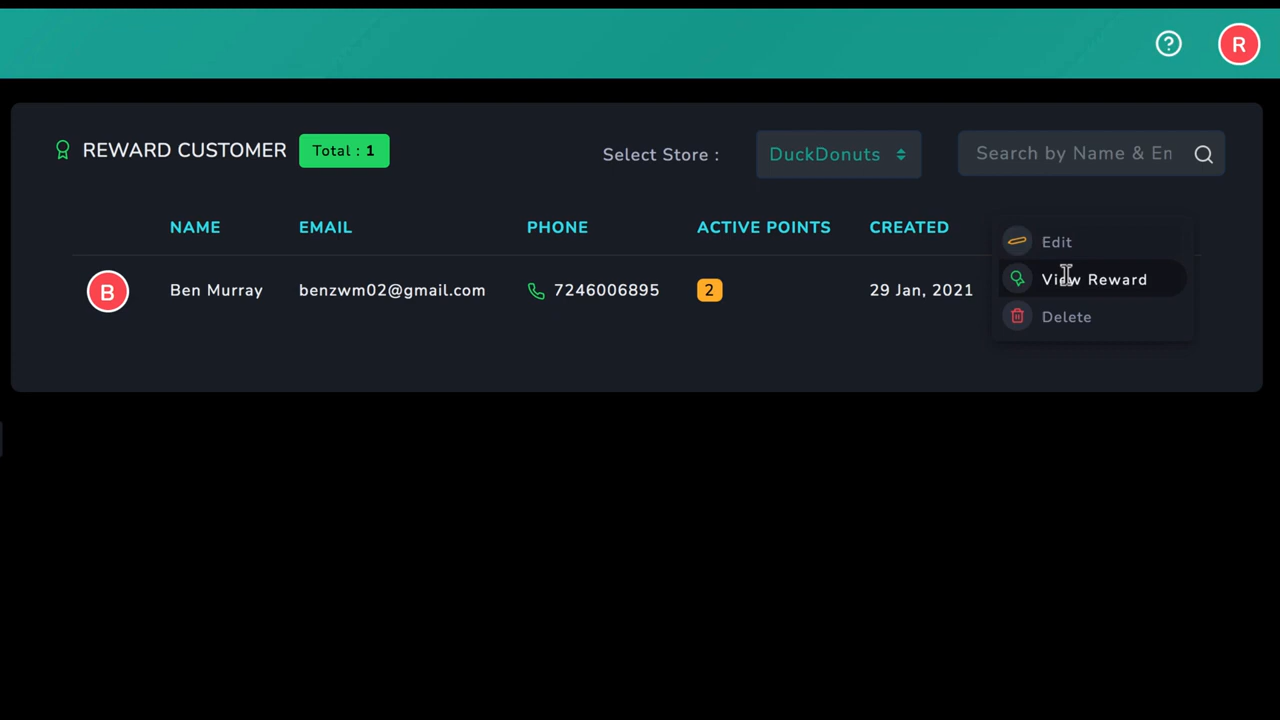 R
REWARD CUSTOMER Total : 1 Select Store : DuckDonuts Search by Name & En
NAME EMAIL PHONE ACTIVE POINTS CREATED
Edit
B Ben Murray benzwm02@gmail.com 7246006895 2 29 Jan, 2021
View Reward
Delete